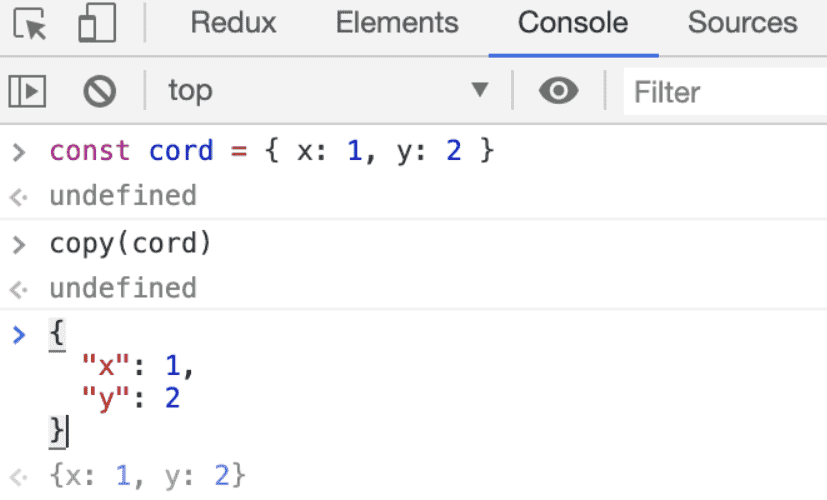 Redux Elements Console Sources
top Filter
> const cord = { x: 1, y: 2 }
undefined
> copy(cord)
undefined
> {
"x": 1,
"y": 2
}
{x: 1, y: 2}